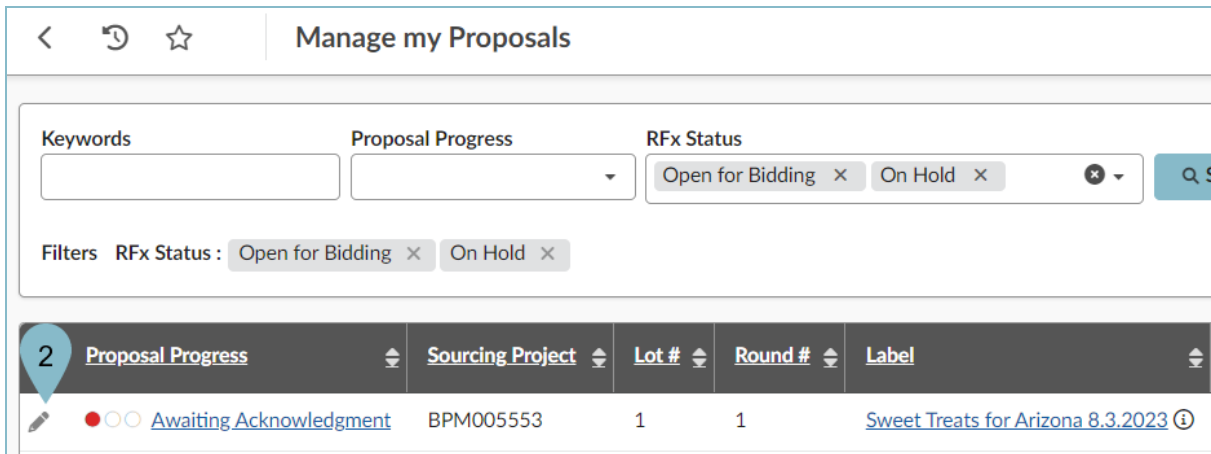 Manage my Proposals
Keywords Proposal Progress RFx Status
Open for Bidding × On Hold ×
Filters RFx Status : Open for Bidding × On Hold ×
2 Proposal Progress Sourcing Project Lot # Round # Label
Awaiting Acknowledgment BPM005553 1 1 Sweet Treats for Arizona 8.3.2023